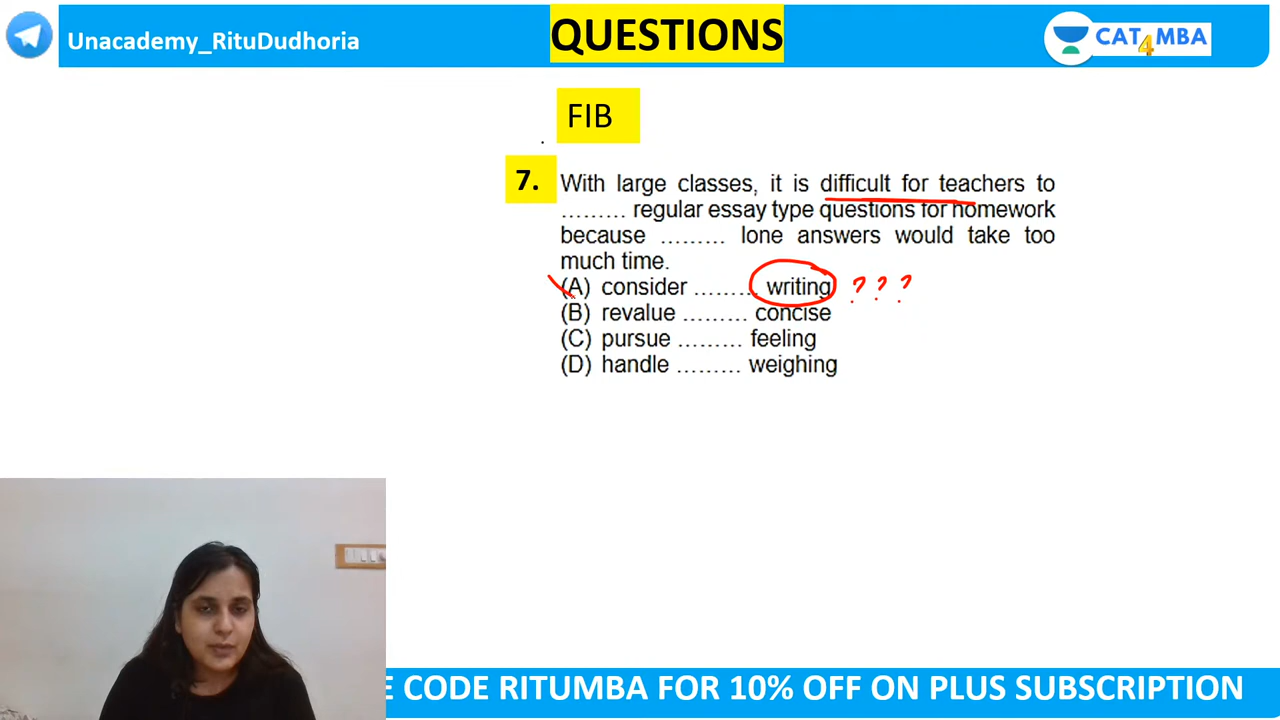 Unacademy_RituDudhoria
QUESTIONS
CAT4MBA
FIB
7. With large classes, it is difficult for teachers to
......... regular essay type questions for homework
because ......... lone answers would take too
much time.
(A) consider ......... writing ? ? ?
(B) revalue ......... concise
(C) pursue ......... feeling
(D) handle ......... weighing
E CODE RITUMBA FOR 10% OFF ON PLUS SUBSCRIPTION